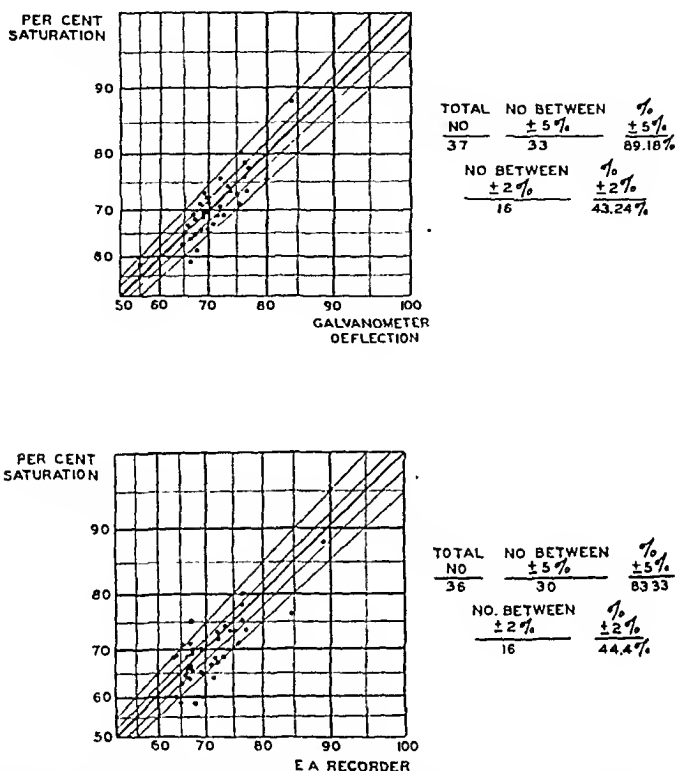 PER CENT
SATURATION
90
80
70
60
50 60 70 80 90 100
GALVANOMETER
DEFLECTION
TOTAL NO BETWEEN %
NO ±5% ±5%
37 33 89.18%
NO BETWEEN %
±2% ±2%
16 43.24%
PER CENT
SATURATION
90
80
70
60
50
60 70 80 90 100
E A RECORDER
TOTAL NO BETWEEN %
NO ±5% ±5%
36 30 83 33
NO. BETWEEN %
±2% ±2%
16 44.4%